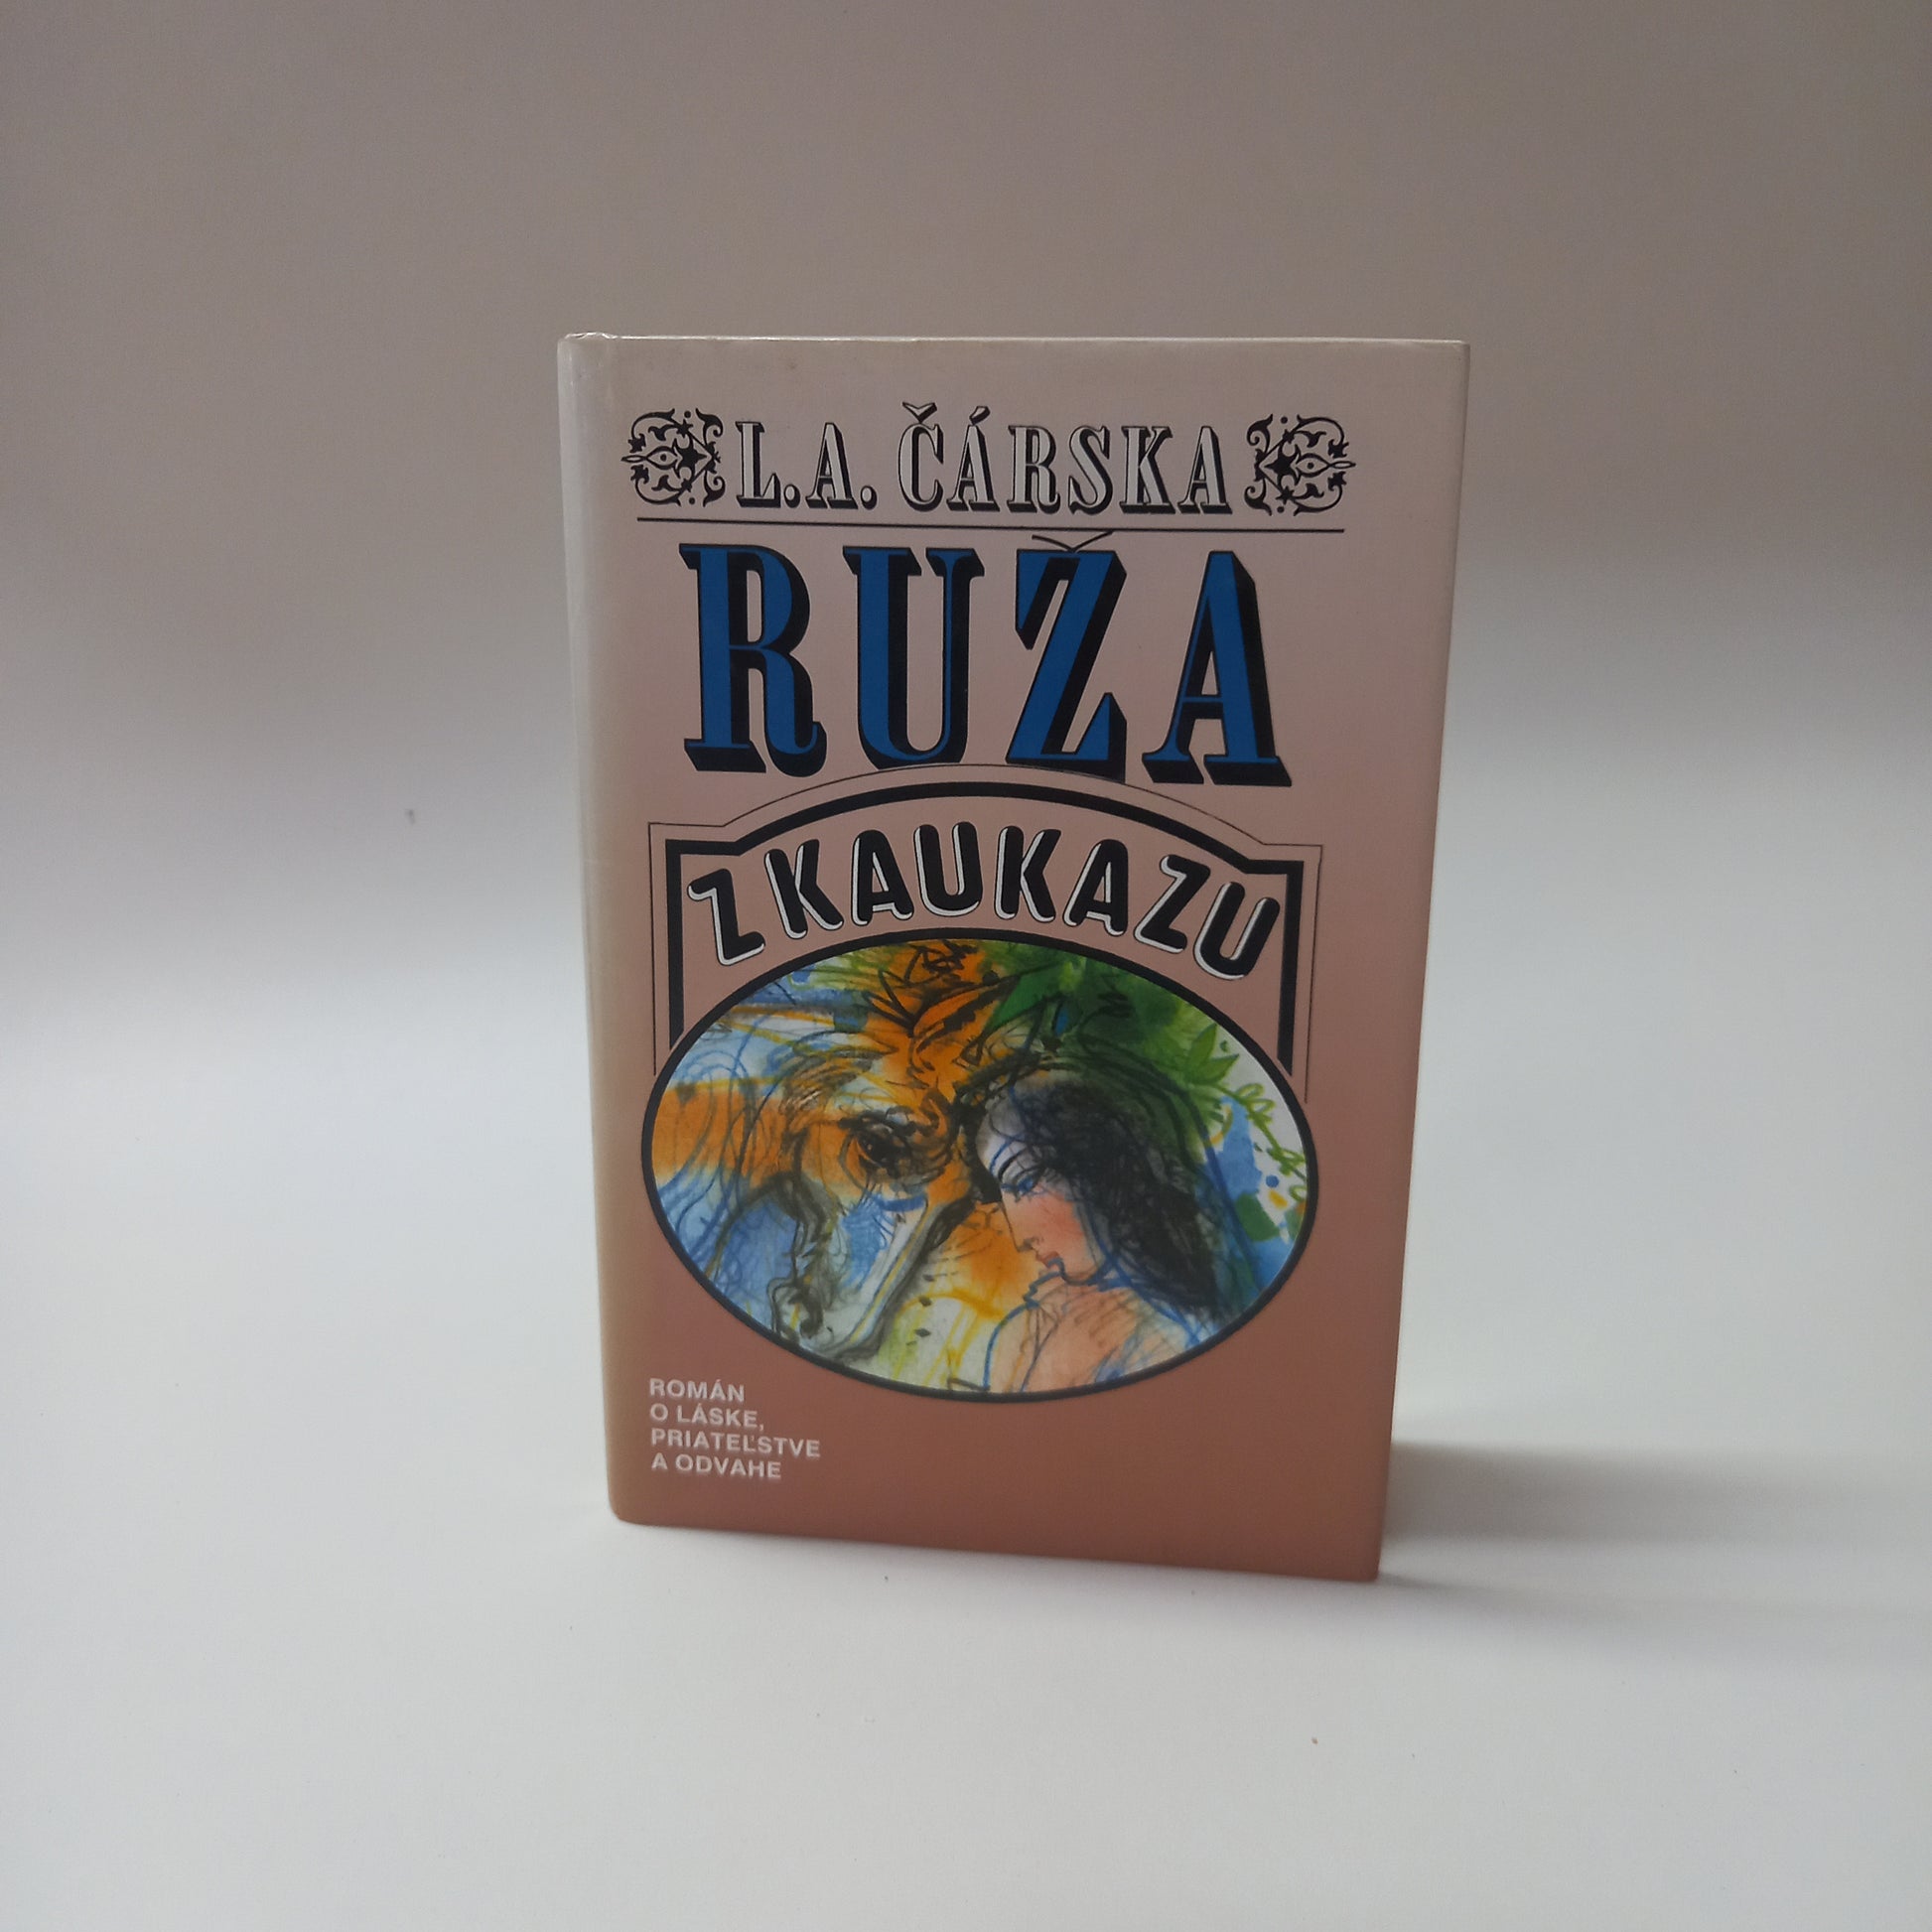 L.A. ČÁRSKA
RUŽA
Z KAUKAZU
ROMÁN
O LÁSKE,
PRIATEĽSTVE
A ODVAHE